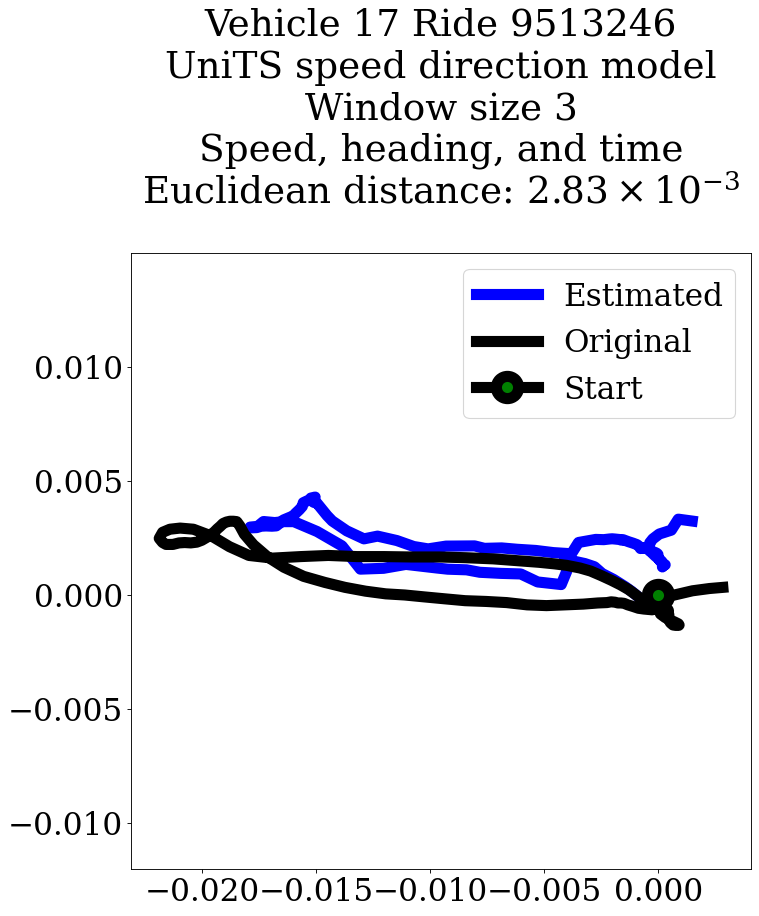 Vehicle 17 Ride 9513246
UniTS speed direction model
Window size 3
Speed, heading, and time
Euclidean distance: 2.83 × 10⁻³
Estimated
Original
Start
0.010
0.005
0.000
−0.005
−0.010
−0.020 −0.015 −0.010 −0.005 0.000